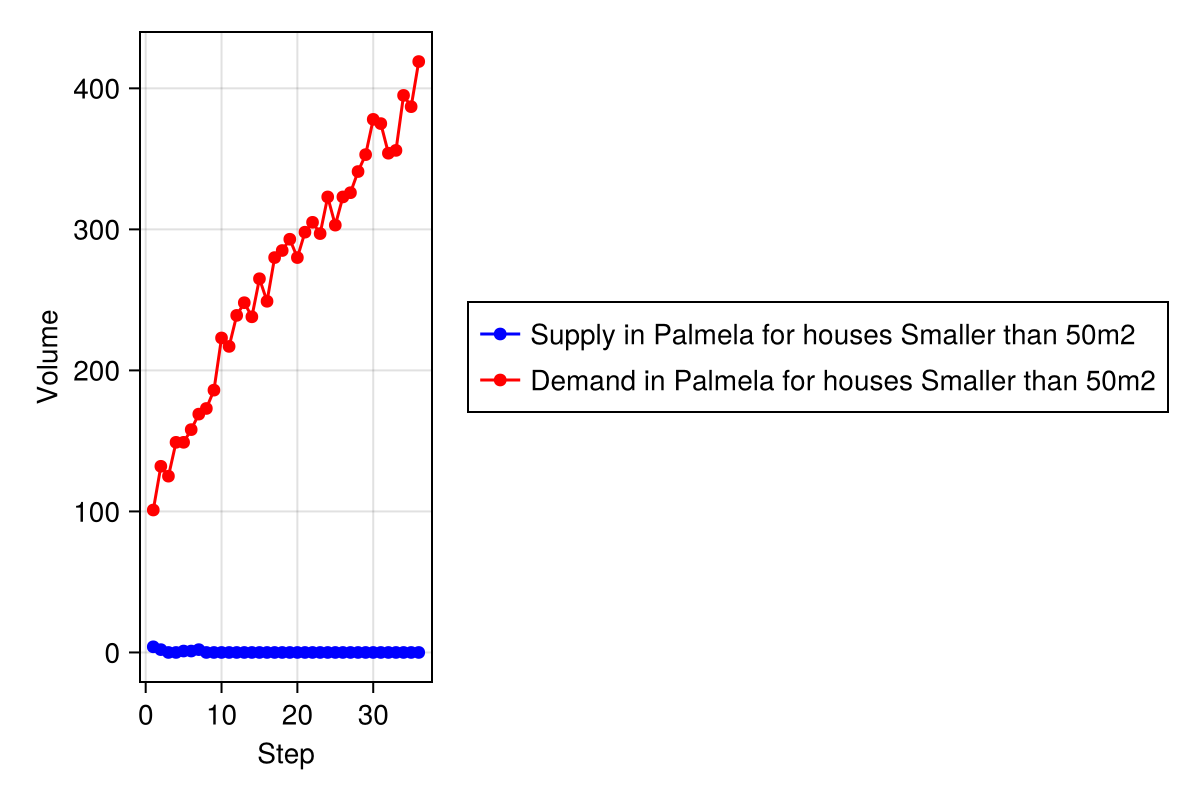 400
300
200
100
0
Volume
0 10 20 30
Step
Supply in Palmela for houses Smaller than 50m2
Demand in Palmela for houses Smaller than 50m2